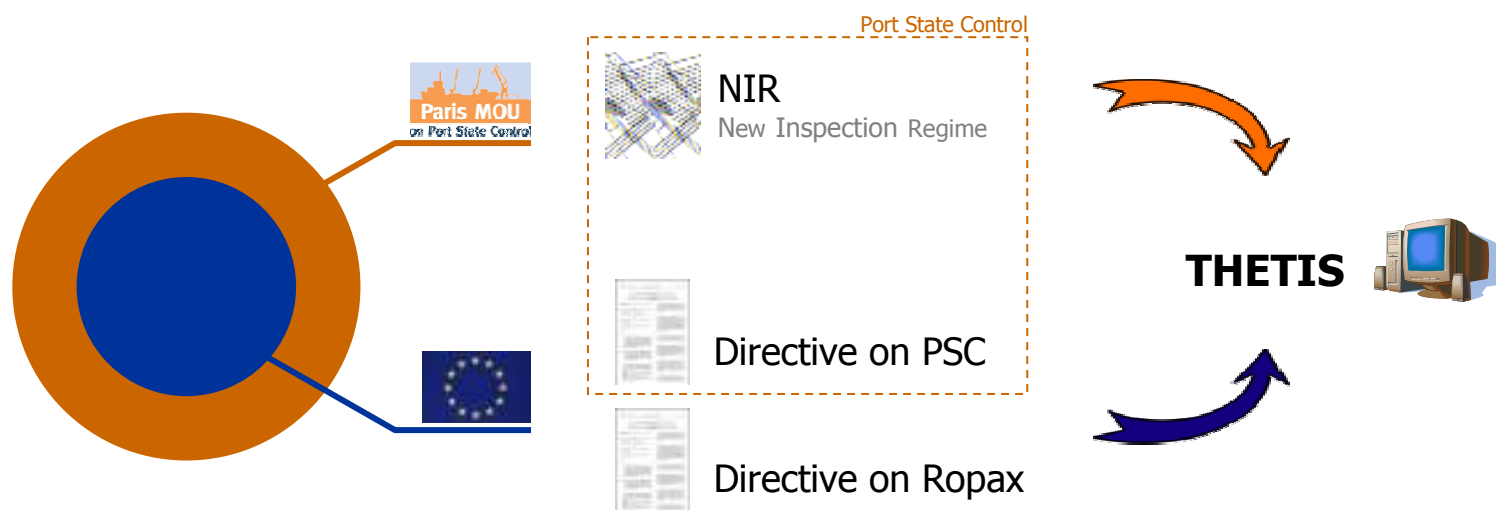 Port State Control
Paris MOU
on Port State Control
NIR
New Inspection Regime
THETIS
Directive on PSC
Directive on Ropax